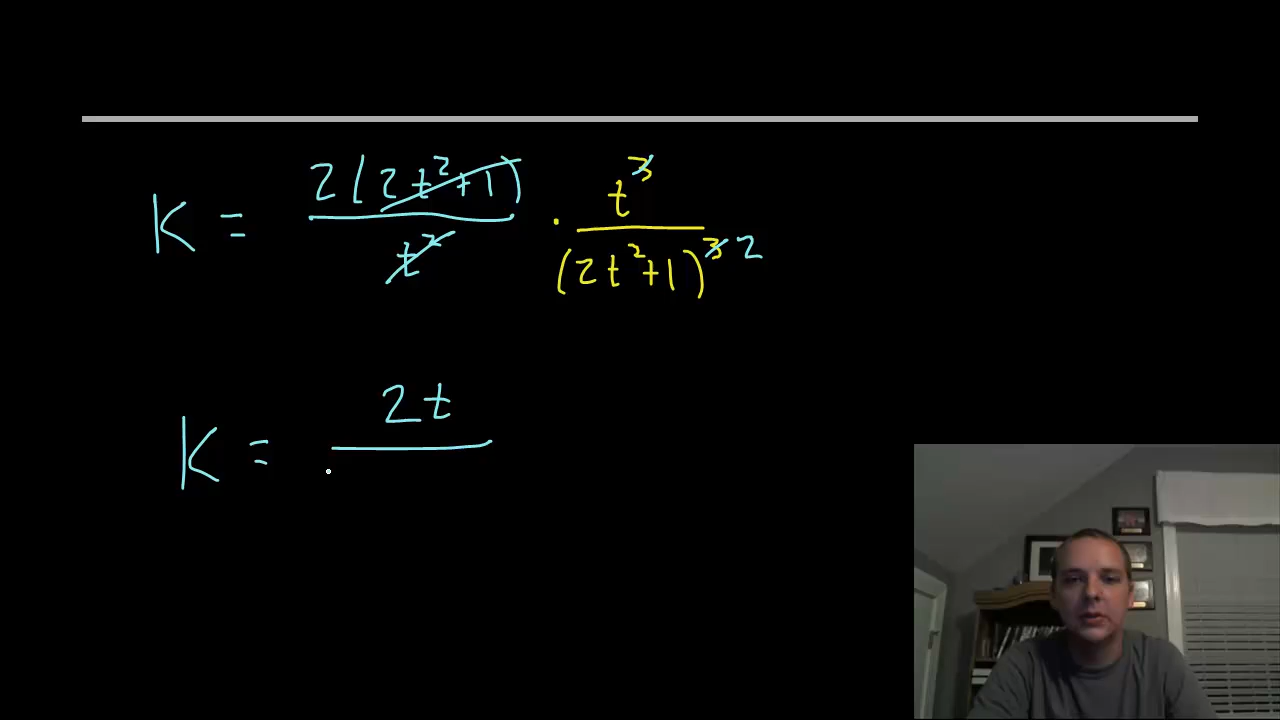 K = 2(2t²+1) / t² · t³ / (2t²+1)³ 2
K = 2t